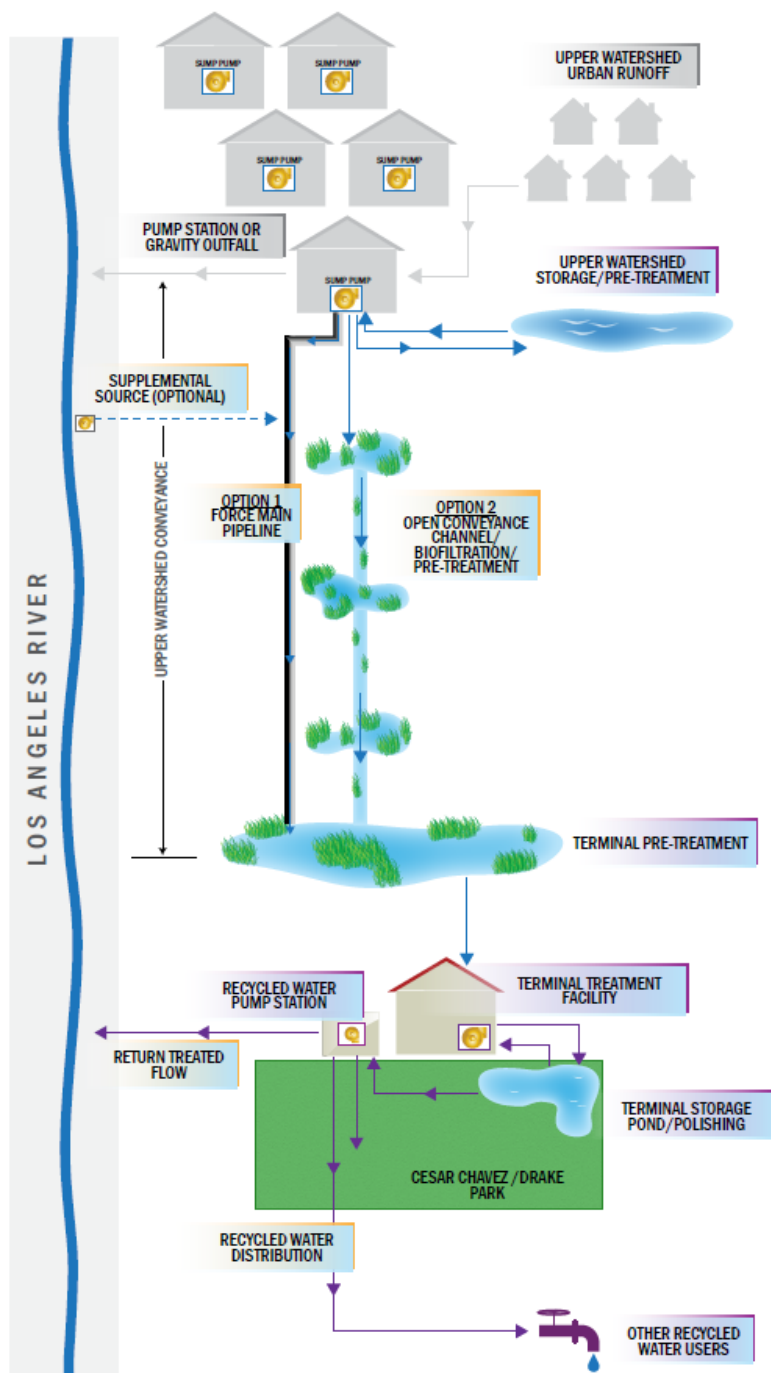 SUMP PUMP
SUMP PUMP
UPPER WATERSHED
URBAN RUNOFF
SUMP PUMP
SUMP PUMP
PUMP STATION OR
GRAVITY OUTFALL
SUMP PUMP
UPPER WATERSHED
STORAGE/PRE-TREATMENT
SUPPLEMENTAL
SOURCE (OPTIONAL)
UPPER WATERSHED CONVEYANCE
OPTION 1
FORCE MAIN
PIPELINE
OPTION 2
OPEN CONVEYANCE
CHANNEL/
BIOFILTRATION/
PRE-TREATMENT
LOS ANGELES RIVER
TERMINAL PRE-TREATMENT
RECYCLED WATER
PUMP STATION
TERMINAL TREATMENT
FACILITY
RETURN TREATED
FLOW
TERMINAL STORAGE
POND/POLISHING
CESAR CHAVEZ /DRAKE
PARK
RECYCLED WATER
DISTRIBUTION
OTHER RECYCLED
WATER USERS